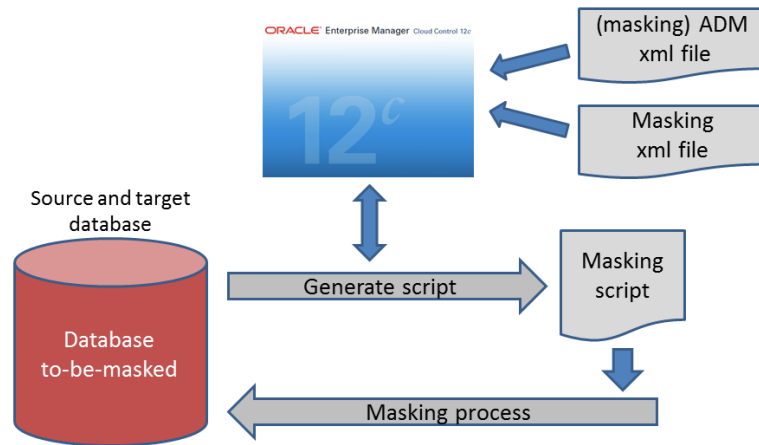 ORACLE Enterprise Manager Cloud Control 12c
12c
(masking) ADM
xml file
Masking
xml file
Source and target
database
Generate script
Masking
script
Database
to-be-masked
Masking process